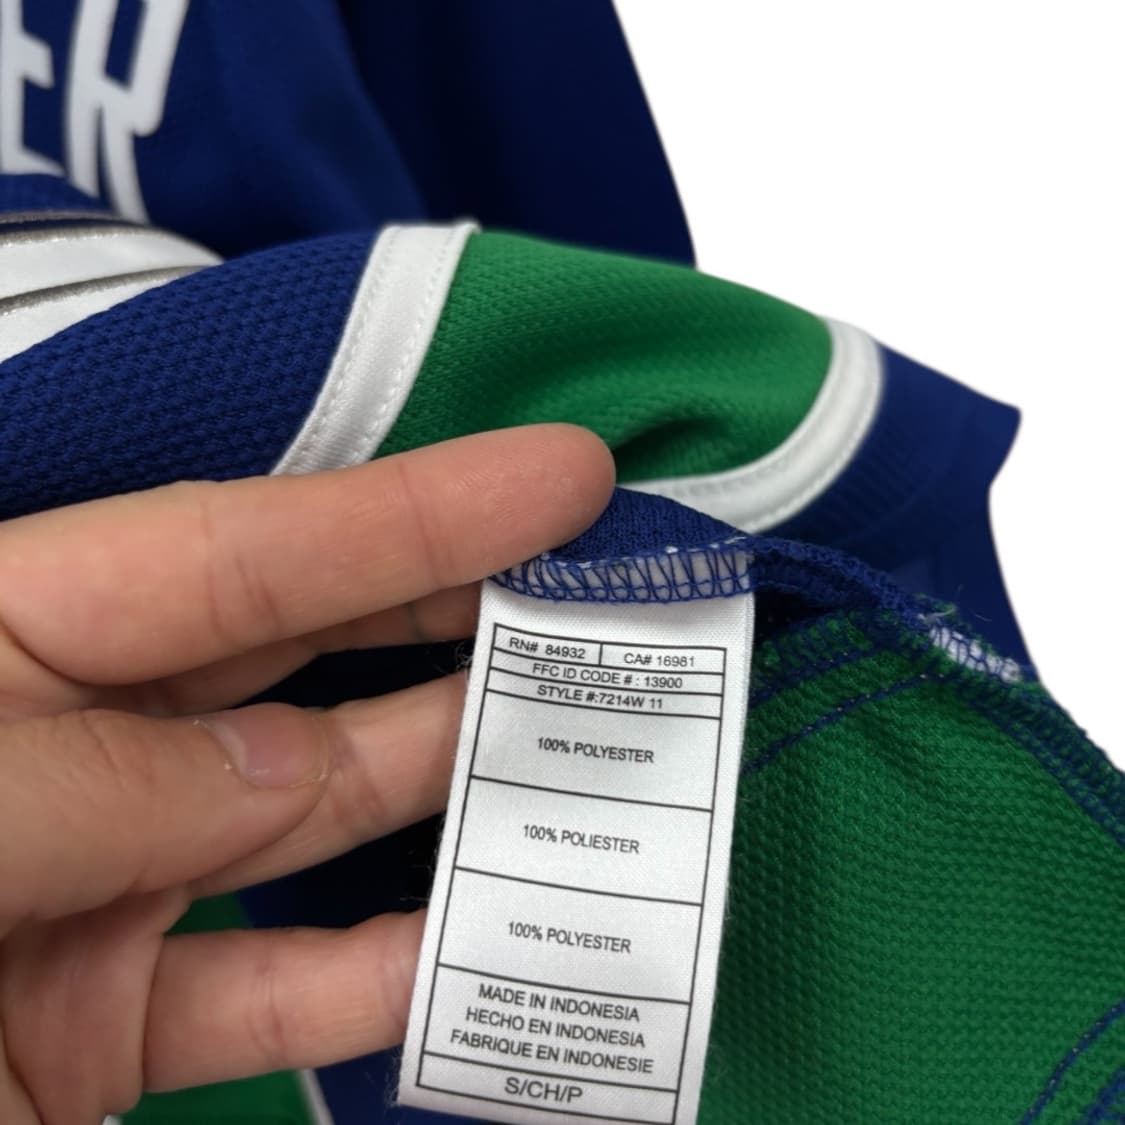 ER
RN# 84932 CA# 16981
FFC ID CODE # : 13900
STYLE #:7214W 11
100% POLYESTER
100% POLIESTER
100% POLYESTER
MADE IN INDONESIA
HECHO EN INDONESIA
FABRIQUE EN INDONESIE
S/CH/P